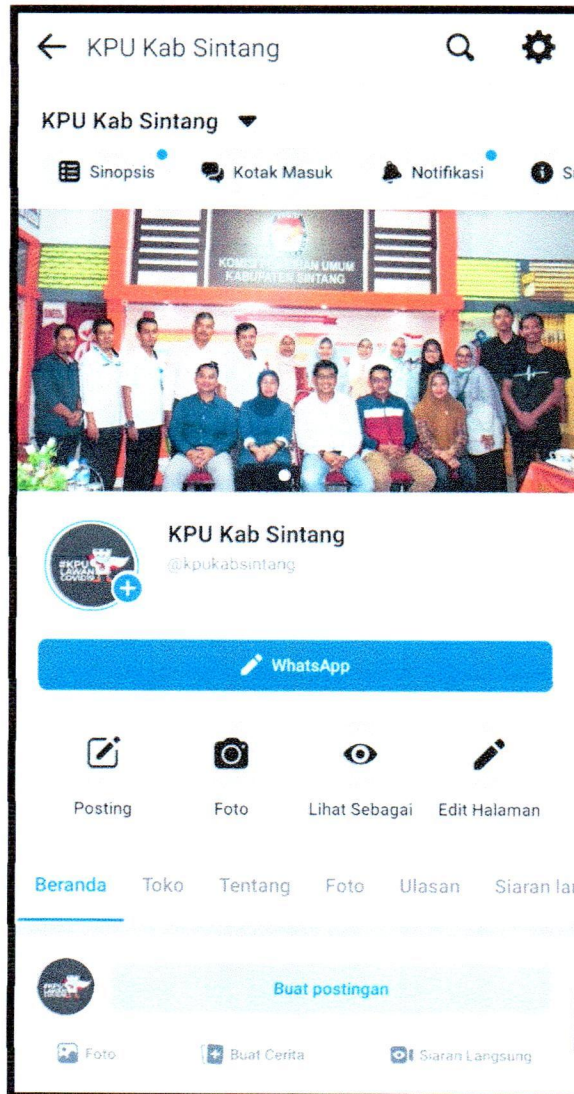 KPU Kab Sintang
KPU Kab Sintang
Sinopsis Kotak Masuk Notifikasi
KOMISI PEMILIHAN UMUM
KABUPATEN SINTANG
KPU Kab Sintang
@kpukabsintang
#KPU
LAWAN
COVID19
WhatsApp
Posting Foto Lihat Sebagai Edit Halaman
Beranda Toko Tentang Foto Ulasan Siaran lan
Buat postingan
Foto Buat Cerita Siaran Langsung